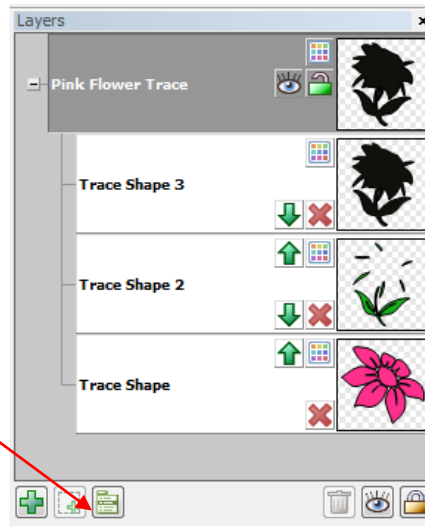 Layers
Pink Flower Trace
Trace Shape 3
Trace Shape 2
Trace Shape